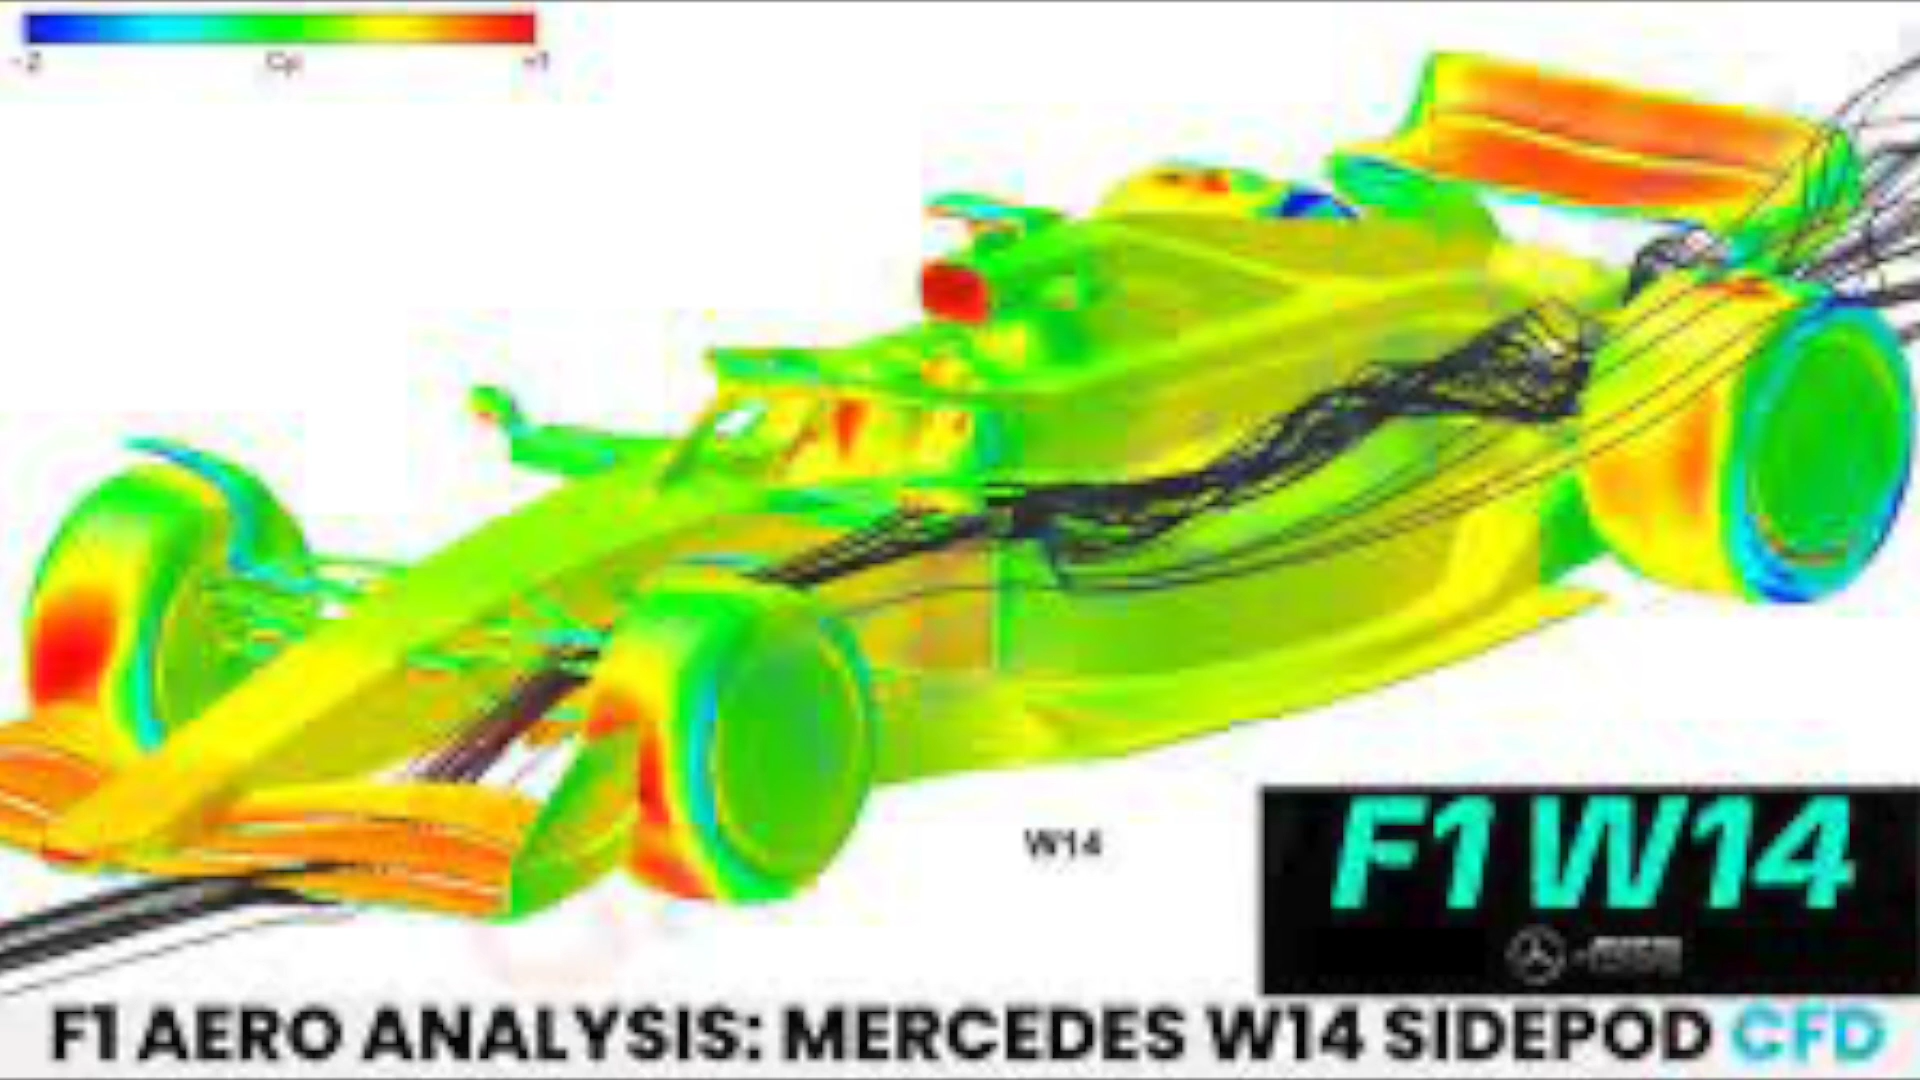 -2 Cp -1
W14
F1 W14
F1 AERO ANALYSIS: MERCEDES W14 SIDEPOD CFD